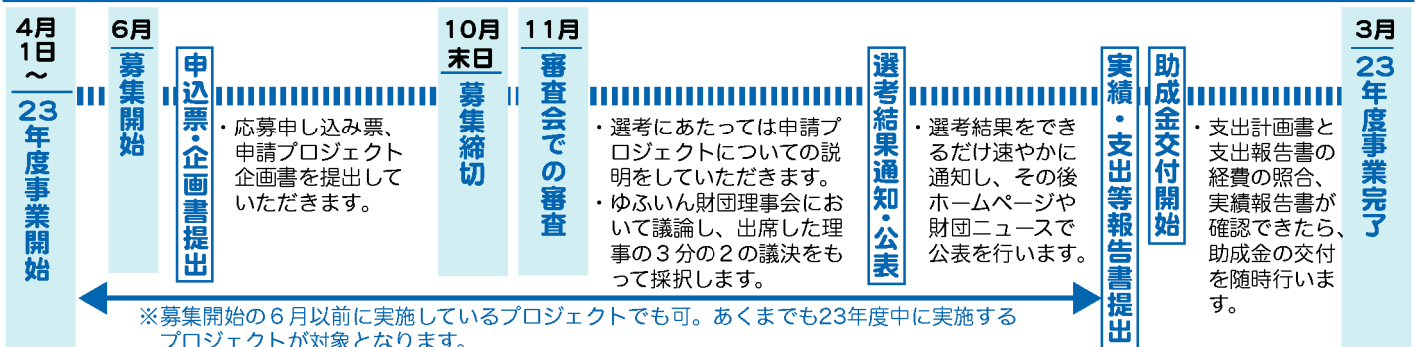 4月
1日
～
23年度事業開始
6月
募集開始
申込票・企画書提出
・応募申し込み票、
申請プロジェクト
企画書を提出して
いただきます。
10月
末日
募集締切
11月
審査会での審査
・選考にあたっては申請プ
ロジェクトについての説
明をしていただきます。
・ゆふいん財団理事会にお
いて議論し、出席した理
事の3分の2の議決をも
って採択します。
選考結果通知・公表
・選考結果をでき
るだけ速やかに
通知し、その後
ホームページや
財団ニュースで
公表を行います。
実績・支出等報告書提出
助成金交付開始
・支出計画書と
支出報告書の
経費の照合、
実績報告書が
確認できたら、
助成金の交付
を随時行いま
す。
3月
23年度事業完了
※募集開始の6月以前に実施しているプロジェクトでも可。あくまでも23年度中に実施する
プロジェクトが対象となります。